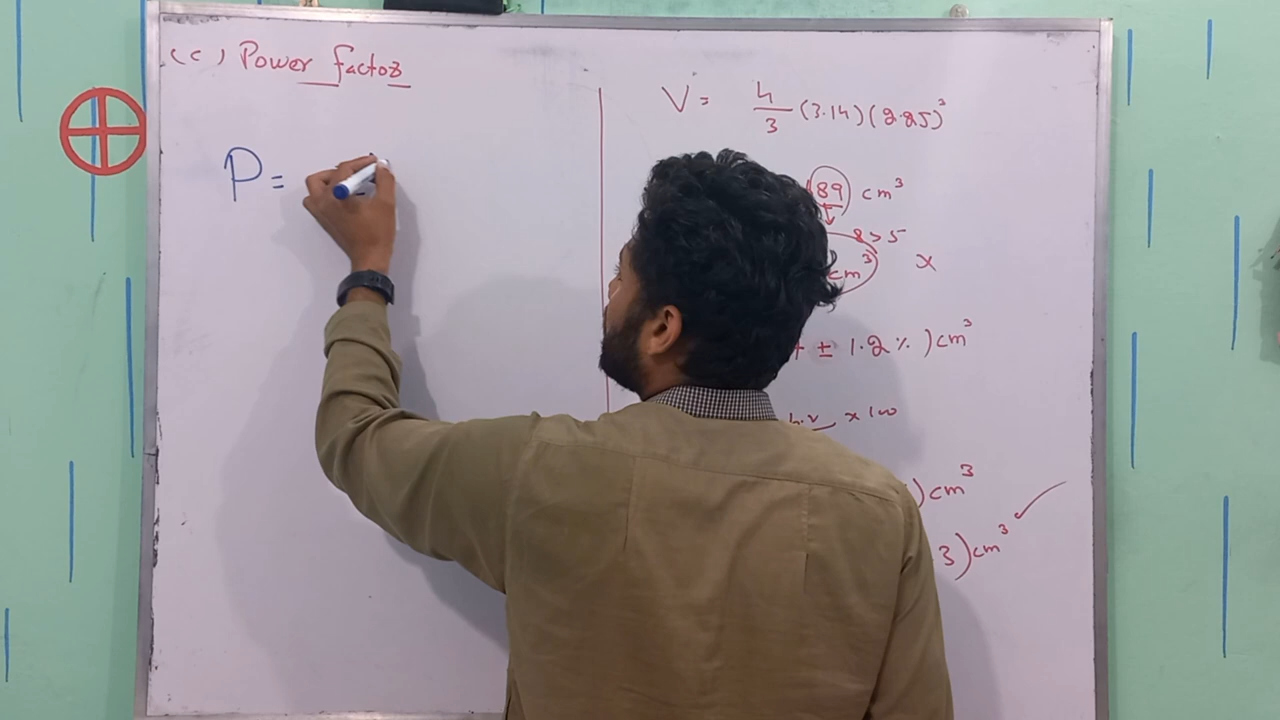 (c) Power factor
P =
V = 4/3 (3.14)(2.25)³
89 cm³
8 > 5
cm³ x
± 1.2 % ) cm³
x 100
) cm³
3) cm³